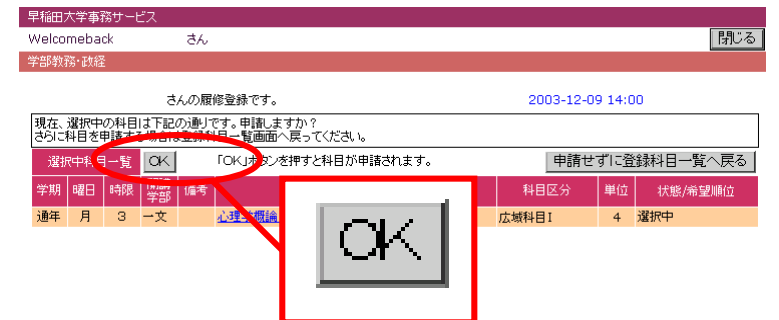 早稲田大学事務サービス
Welcomeback さん 閉じる
学部教務・政経
さんの履修登録です。 2003-12-09 14:00
現在、選択中の科目は下記の通りです。申請しますか？
さらに科目を申請する場合は登録科目一覧画面へ戻ってください。
選択中科目一覧 OK 「OK」ボタンを押すと科目が申請されます。 申請せずに登録科目一覧へ戻る
学期 曜日 時限 開講学部 備考 科目区分 単位 状態/希望順位
通年 月 3 一文 心理学概論 広域科目I 4 選択中
OK